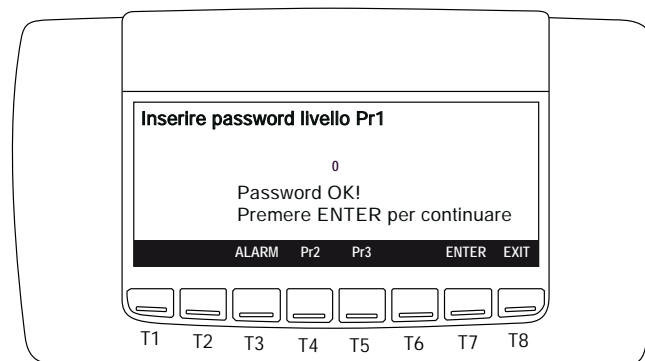 Inserire password livello Pr1
0
Password OK!
Premere ENTER per continuare
ALARM Pr2 Pr3 ENTER EXIT
T1 T2 T3 T4 T5 T6 T7 T8